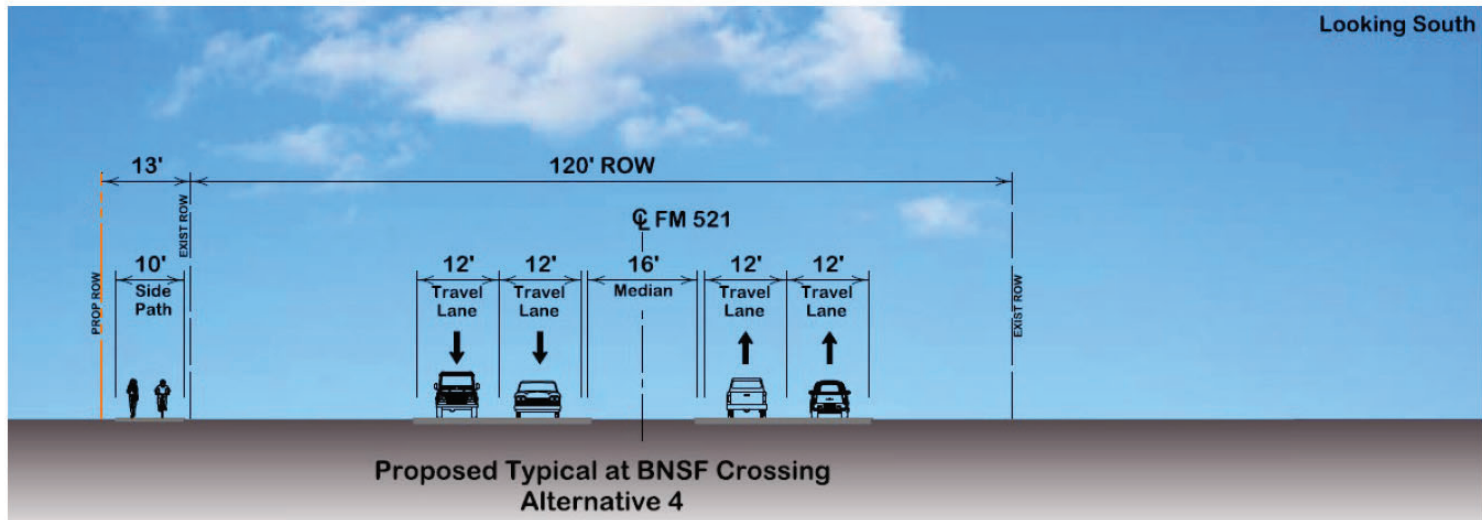 Looking South
13'
120' ROW
EXIST ROW
℄ FM 521
10'
Side
Path
12'
Travel
Lane
12'
Travel
Lane
16'
Median
12'
Travel
Lane
12'
Travel
Lane
PROP ROW
EXIST ROW
Proposed Typical at BNSF Crossing
Alternative 4